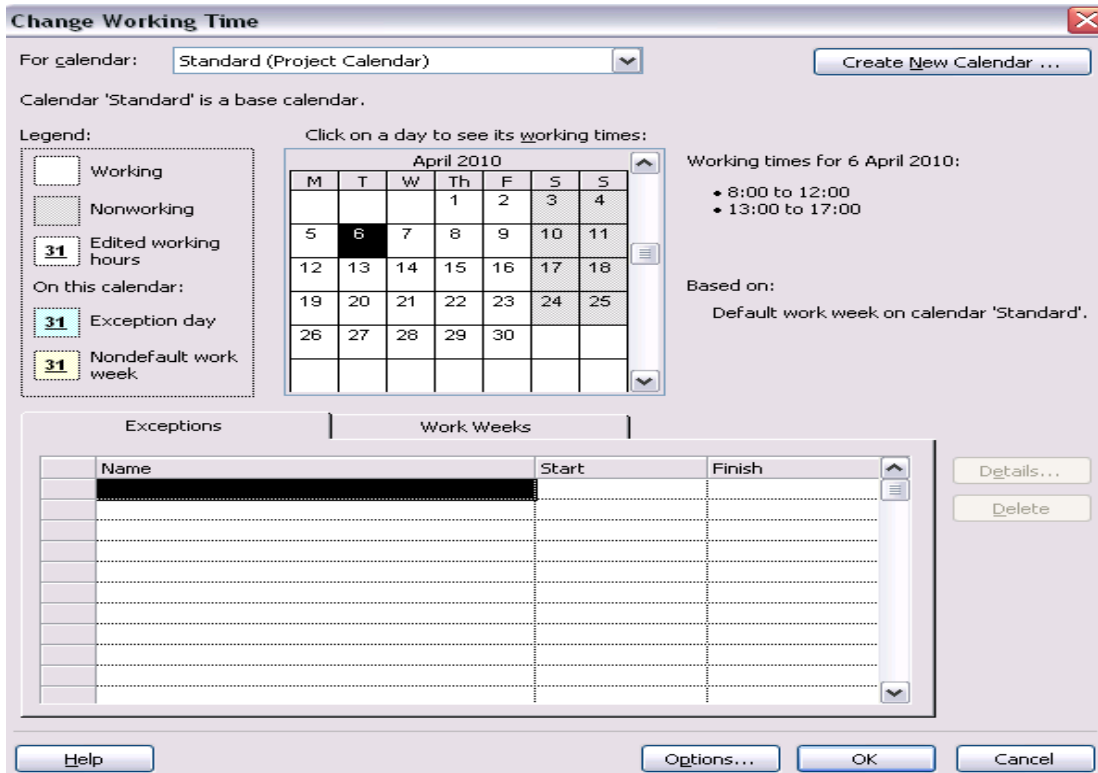 Change Working Time
For calendar: Standard (Project Calendar) Create New Calendar ...
Calendar 'Standard' is a base calendar.
Legend:
Working
Nonworking
31 Edited working
hours
On this calendar:
31 Exception day
31 Nondefault work
week
Click on a day to see its working times:
April 2010
M T W Th F S S
1 2 3 4
5 6 7 8 9 10 11
12 13 14 15 16 17 18
19 20 21 22 23 24 25
26 27 28 29 30
Working times for 6 April 2010:
• 8:00 to 12:00
• 13:00 to 17:00
Based on:
Default work week on calendar 'Standard'.
Exceptions Work Weeks
Name Start Finish
Details...
Delete
Help Options... OK Cancel